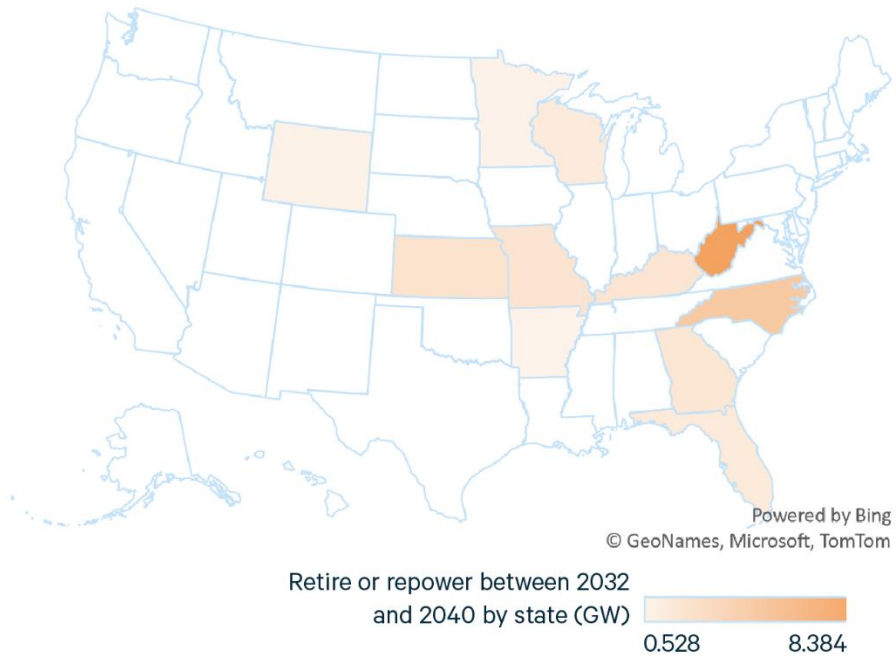 Powered by Bing
© GeoNames, Microsoft, TomTom
Retire or repower between 2032
and 2040 by state (GW)
0.528 8.384